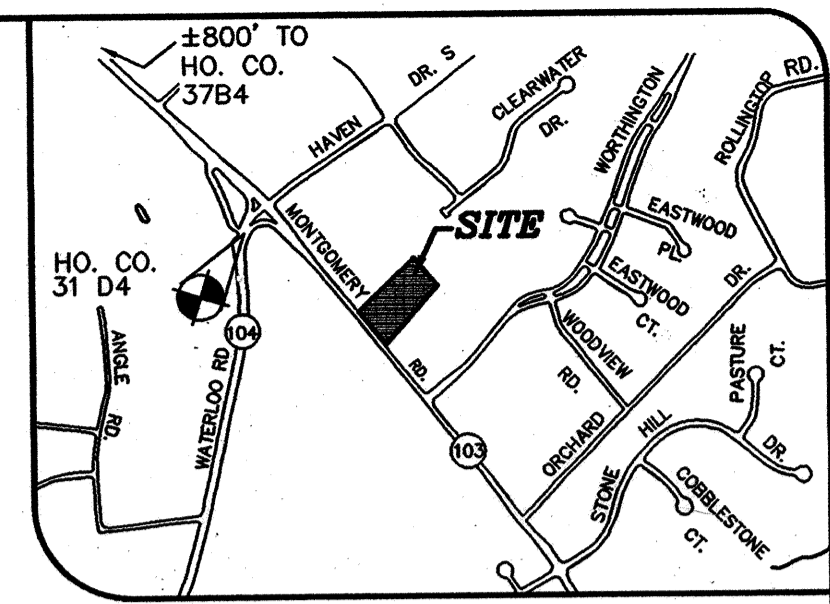 ±800' TO
HO. CO.
37B4
HAVEN
DR. S
CLEARWATER
DR.
WORTHINGTON
ROLLINGTOP
RD.
MONTGOMERY
RD.
SITE
EASTWOOD
PL.
EASTWOOD
CT.
HO. CO.
31 D4
104
ANGLE
RD.
WATERLOO RD
WOODVIEW
RD.
ORCHARD
DR.
103
PASTURE
CT.
STONE
HILL
DR.
COBBLESTONE
CT.